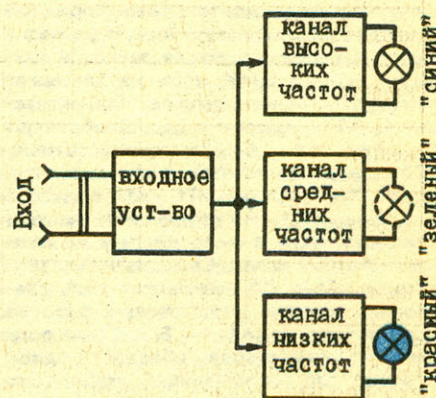 канал
высо-
ких
частот
"синий"
Вход
входное
уст-во
канал
сред-
них
частот
"зеленый"
канал
низких
частот
"красный"